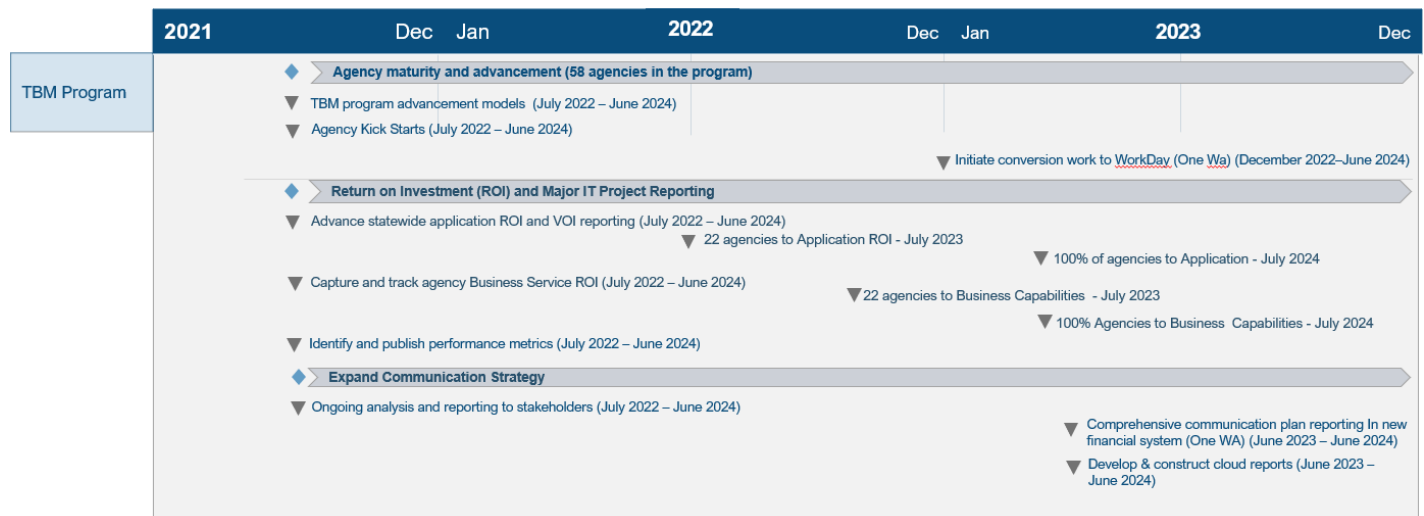 2021 Dec Jan 2022 Dec Jan 2023 Dec
TBM Program
Agency maturity and advancement (58 agencies in the program)
TBM program advancement models (July 2022 – June 2024)
Agency Kick Starts (July 2022 – June 2024)
Initiate conversion work to WorkDay (One Wa) (December 2022–June 2024)
Return on Investment (ROI) and Major IT Project Reporting
Advance statewide application ROI and VOI reporting (July 2022 – June 2024)
22 agencies to Application ROI - July 2023
100% of agencies to Application - July 2024
Capture and track agency Business Service ROI (July 2022 – June 2024)
22 agencies to Business Capabilities - July 2023
100% Agencies to Business Capabilities - July 2024
Identify and publish performance metrics (July 2022 – June 2024)
Expand Communication Strategy
Ongoing analysis and reporting to stakeholders (July 2022 – June 2024)
Comprehensive communication plan reporting In new
financial system (One WA) (June 2023 – June 2024)
Develop & construct cloud reports (June 2023 –
June 2024)